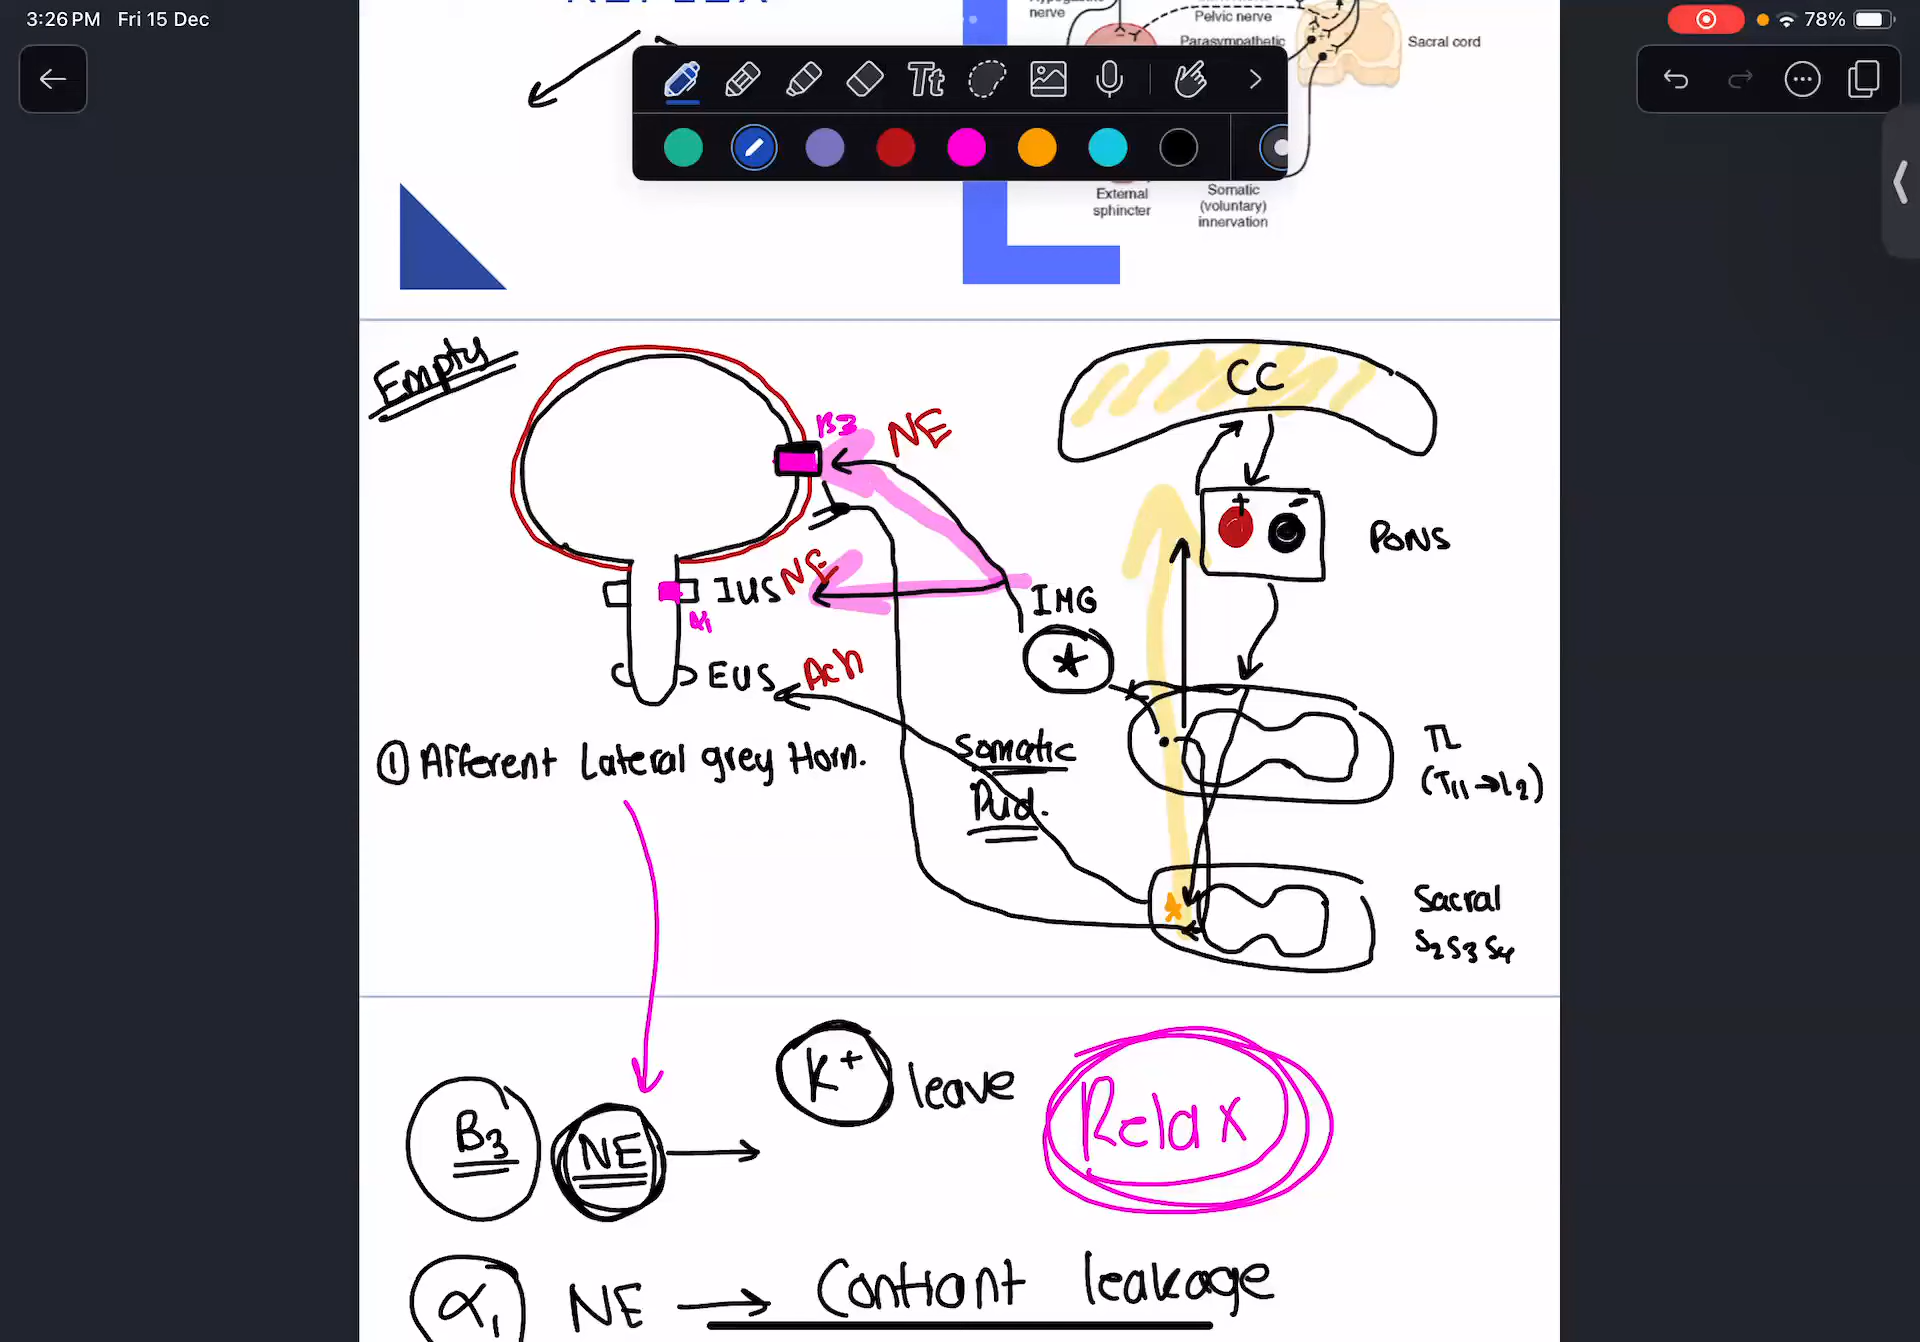 3:26 PM Fri 15 Dec
78%
nerve
Pelvic nerve
Parasympathetic
Sacral cord
Tt
External
sphincter
Somatic
(voluntary)
innervation
Empty
CC
B3
NE
+ -
PONS
IUS
NE
α1
IMG
EUS
Ach
① Afferent Lateral grey Horn.
Somatic
Pud.
TL
(T11→L2)
Sacral
S2 S3 S4
K+ leave
Relax
B3
NE
α1 NE → Contract leakage